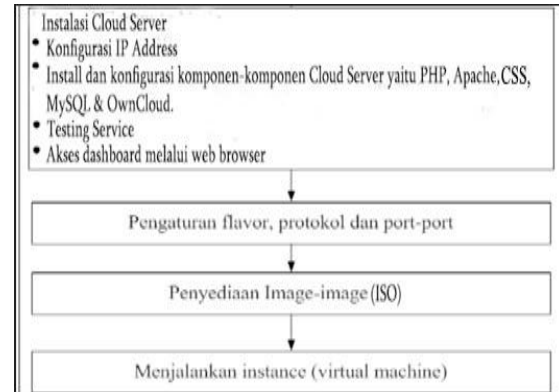 Instalasi Cloud Server
• Konfigurasi IP Address
• Install dan konfigurasi komponen-komponen Cloud Server yaitu PHP, Apache,CSS,
MySQL & OwnCloud.
• Testing Service
• Akses dashboard melalui web browser
Pengaturan flavor, protokol dan port-port
Penyediaan Image-image (ISO)
Menjalankan instance (virtual machine)